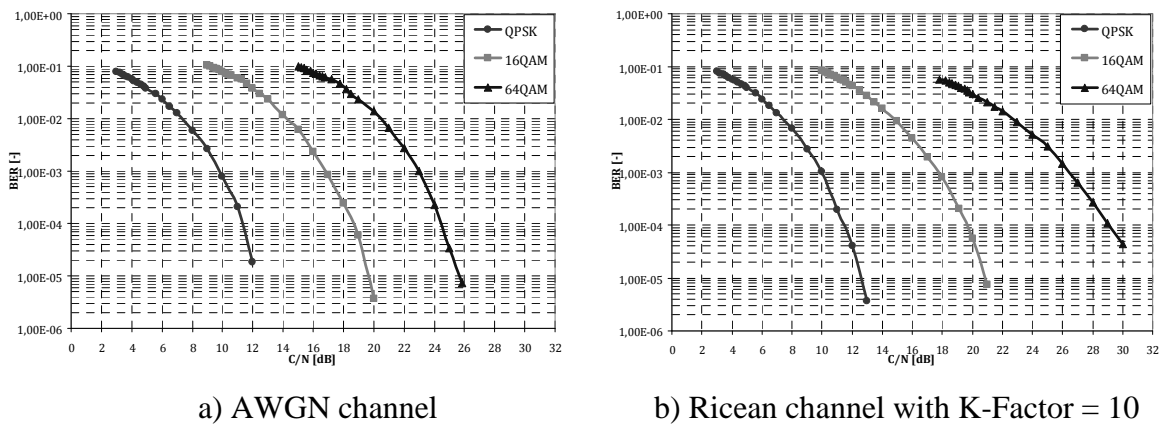 1,00E+00
1,00E-01
1,00E-02
1,00E-03
1,00E-04
1,00E-05
1,00E-06
BER [-]
0 2 4 6 8 10 12 14 16 18 20 22 24 26 28 30 32
C/N [dB]
QPSK
16QAM
64QAM
a) AWGN channel
1,00E+00
1,00E-01
1,00E-02
1,00E-03
1,00E-04
1,00E-05
1,00E-06
BER [-]
0 2 4 6 8 10 12 14 16 18 20 22 24 26 28 30 32
C/N [dB]
QPSK
16QAM
64QAM
b) Ricean channel with K-Factor = 10